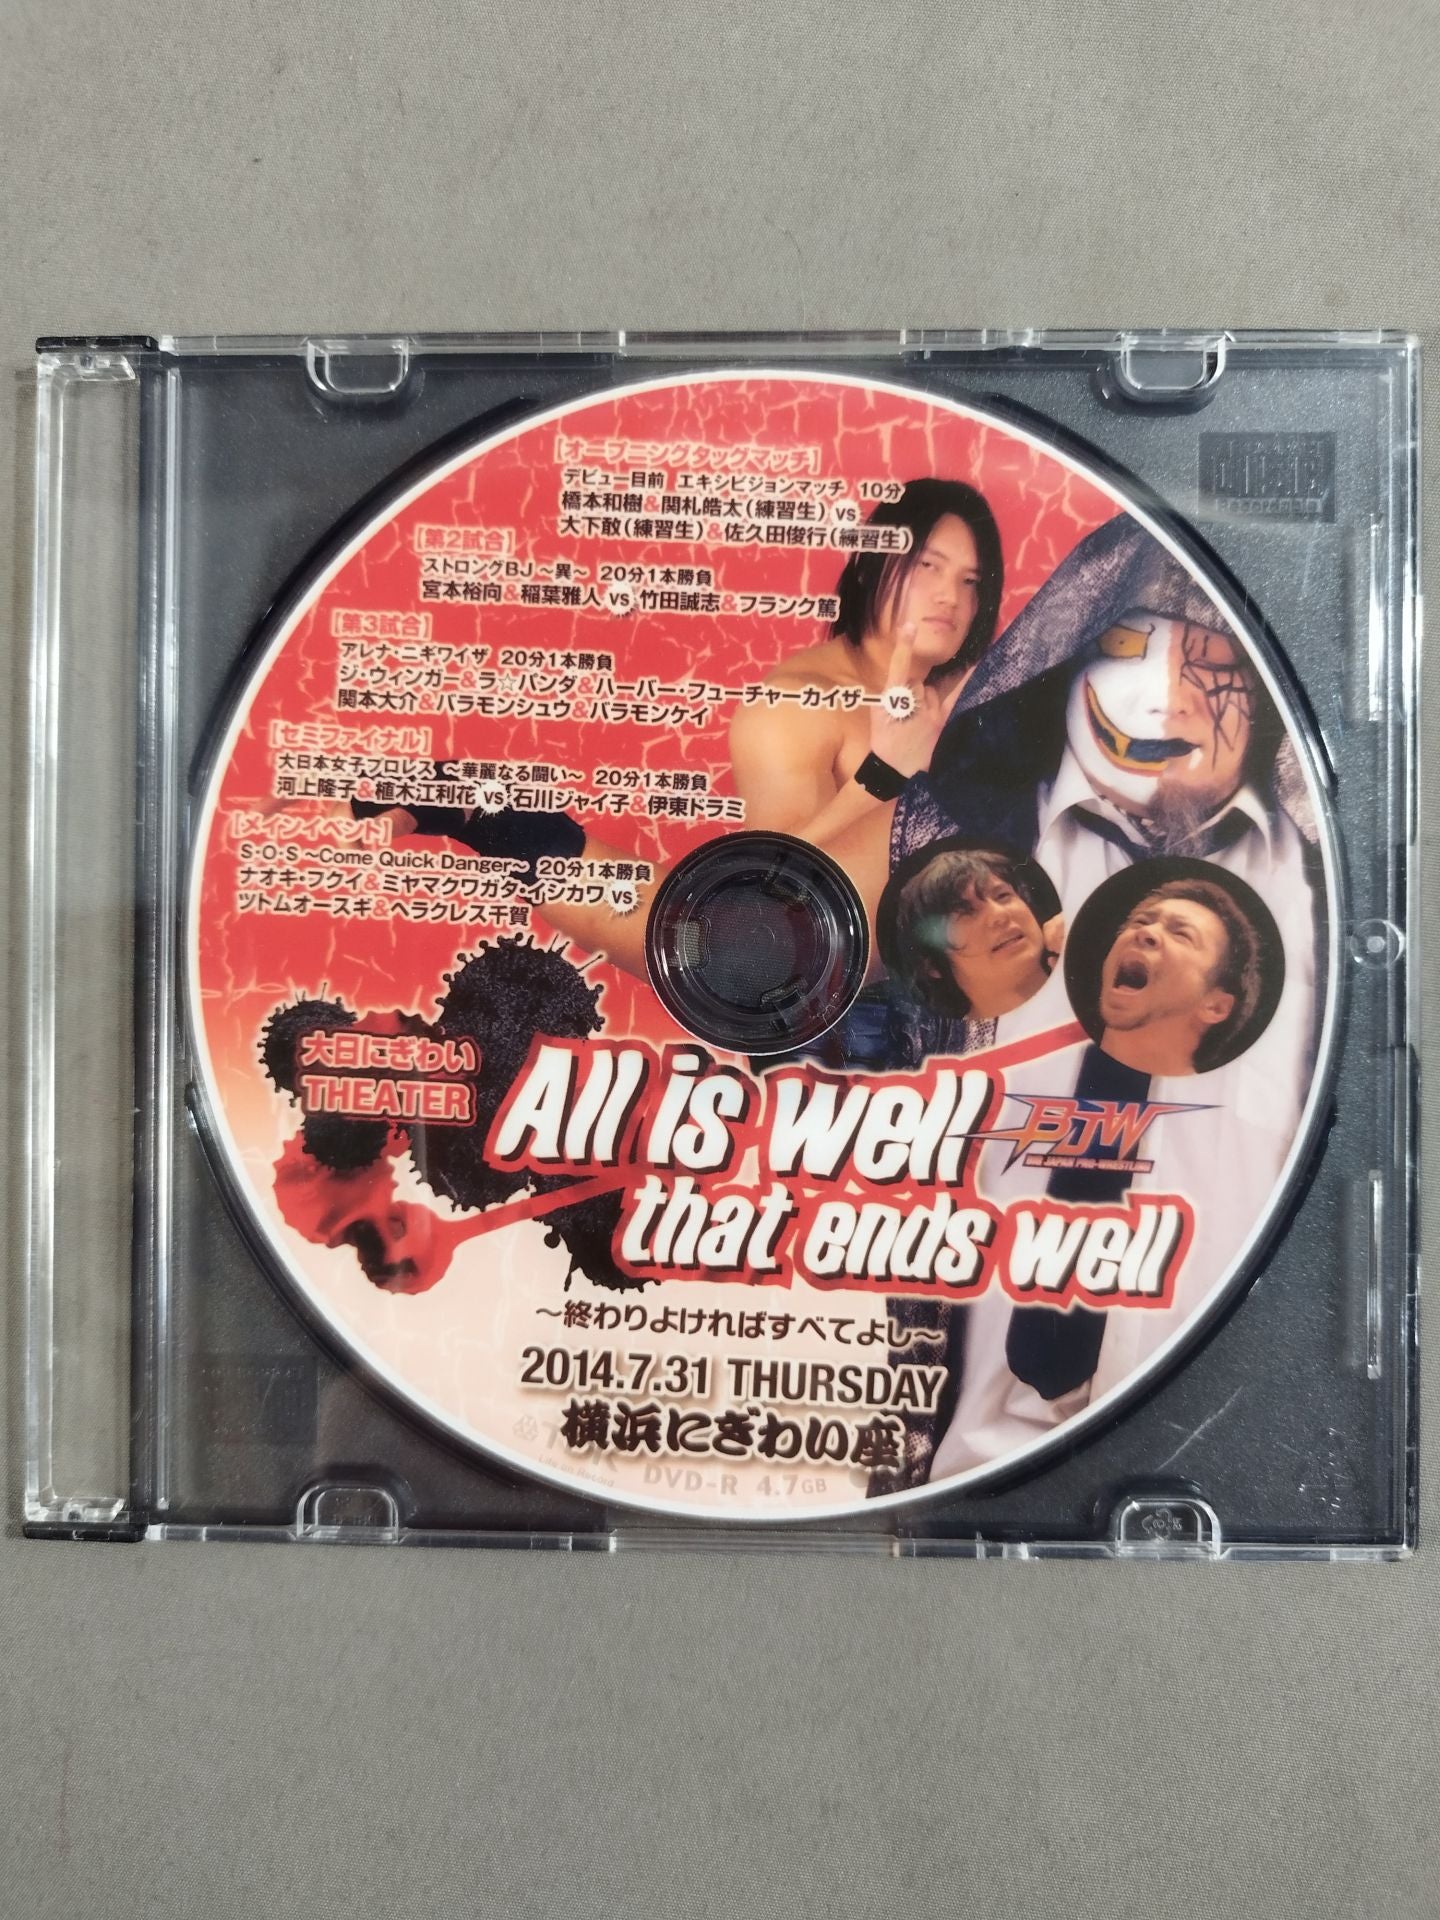 【オープニングタッグマッチ】
デビュー目前 エキシビジョンマッチ 10分
橋本和樹&関札皓太(練習生) vs
大下敢(練習生)&佐久田俊行(練習生)
【第2試合】
ストロングBJ ～異～ 20分1本勝負
宮本裕向&稲葉雅人 vs 竹田誠志&フランク篤
【第3試合】
アレナ・ニギワイザ 20分1本勝負
ジ・ウィンガー&ラ☆パンダ&ハーバー・フューチャーカイザー vs
関本大介&バラモンシュウ&バラモンケイ
【セミファイナル】
大日本女子プロレス ～華麗なる闘い～ 20分1本勝負
河上隆子&植木江利花 vs 石川ジャイ子&伊東ドラミ
【メインイベント】
S・O・S ～Come Quick Danger～ 20分1本勝負
ナオキ・フクイ&ミヤマクワガタ・イシカワ vs
ツトムオースギ&ヘラクレス千賀
大日にぎわい
THEATER
All is well
that ends well
BJW
BIG JAPAN PRO-WRESTLING
～終わりよければすべてよし～
2014.7.31 THURSDAY
横浜にぎわい座
TDK
Life on Record
DVD-R 4.7GB